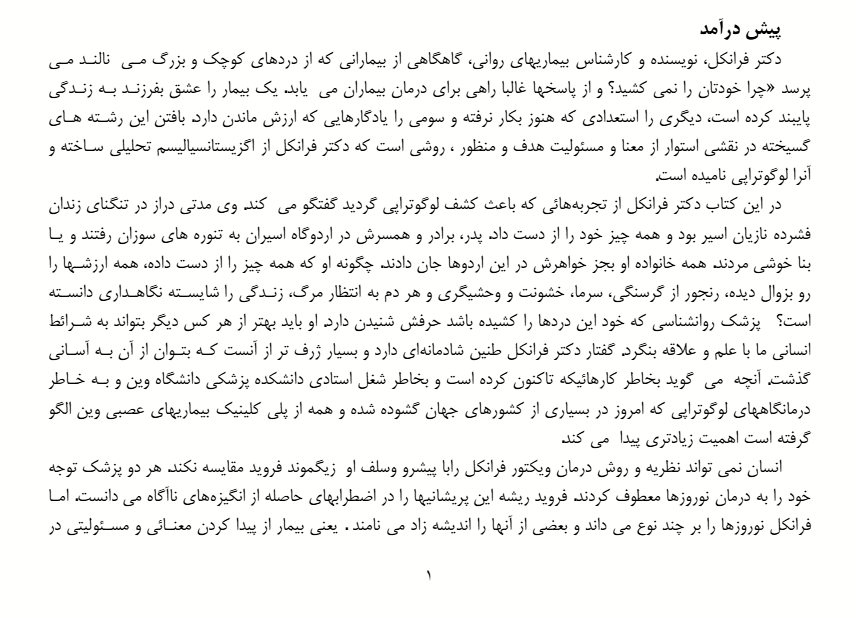 پیش درآمد
دکتر فرانکل، نویسنده و کارشناس بیماریهای روانی، گاهگاهی از بیمارانی که از دردهای کوچک و بزرگ مـی نالنـد مـی
پرسد «چرا خودتان را نمی کشید؟ و از پاسخها غالبا راهی برای درمان بیماران می یابد. یک بیمار را عشق بفرزنـد بـه زنـدگی
پایبند کرده است، دیگری را استعدادی که هنوز بکار نرفته و سومی را یادگارهایی که ارزش ماندن دارد. بافتن این رشـته هـای
گسیخته در نقشی استوار از معنا و مسئولیت هدف و منظور ، روشی است که دکتر فرانکل از اگزیستانسیالیسم تحلیلی ساخته و
آنرا لوگوتراپی نامیده است.
در این کتاب دکتر فرانکل از تجربه‌هائی که باعث کشف لوگوتراپی گردید گفتگو می کند. وی مدتی دراز در تنگنای زندان
فشرده نازیان اسیر بود و همه چیز خود را از دست داد. پدر، برادر و همسرش در اردوگاه اسیران به تنوره های سوزان رفتند و یـا
بنا خوشی مردند. همه خانواده او بجز خواهرش در این اردوها جان دادند. چگونه او که همه چیز را از دست داده، همه ارزشـها را
رو بزوال دیده، رنجور از گرسنگی، سرما، خشونت و وحشیگری و هر دم به انتظار مرگ، زنـدگی را شایسـته نگاهـداری دانسـته
است؟ پزشک روانشناسی که خود این دردها را کشیده باشد حرفش شنیدن دارد. او باید بهتر از هر کس دیگر بتواند به شـرائط
انسانی ما با علم و علاقه بنگرد. گفتار دکتر فرانکل طنین شادمانه‌ای دارد و بسیار ژرف تر از آنست کـه بتـوان از آن بـه آسـانی
گذشت. آنچه می گوید بخاطر کارهائیکه تاکنون کرده است و بخاطر شغل استادی دانشکده پزشکی دانشگاه وین و بـه خـاطر
درمانگاههای لوگوتراپی که امروز در بسیاری از کشورهای جهان گشوده شده و همه از پلی کلینیک بیماریهای عصبی وین الگو
گرفته است اهمیت زیادتری پیدا می کند.
انسان نمی تواند نظریه و روش درمان ویکتور فرانکل رابا پیشرو وسلف او زیگموند فروید مقایسه نکند. هر دو پزشک توجه
خود را به درمان نوروزها معطوف کردند. فروید ریشه این پریشانیها را در اضطرابهای حاصله از انگیزه‌های ناآگاه می دانست. امـا
فرانکل نوروزها را بر چند نوع می داند و بعضی از آنها را اندیشه زاد می نامند . یعنی بیمار از پیدا کردن معنـائی و مسـئولیتی در
۱